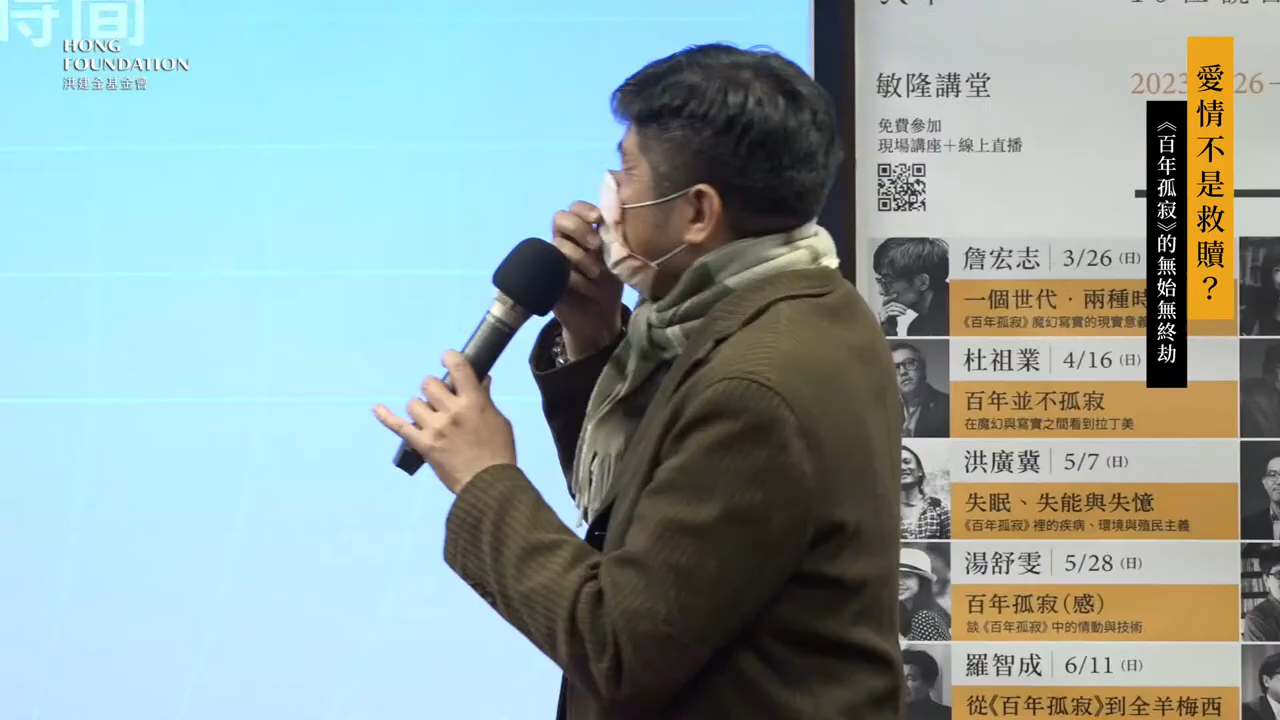 時間
HONG
FOUNDATION
洪建全基金會
敏隆講堂
免費參加
現場講座＋線上直播
愛情不是救贖？
《百年孤寂》的無始無終劫
詹宏志 3/26 (日)
一個世代・兩種時
《百年孤寂》魔幻寫實的現實意義
杜祖業 4/16 (日)
百年並不孤寂
在魔幻與寫實之間看到拉丁美
洪廣冀 5/7 (日)
失眠、失能與失憶
《百年孤寂》裡的疾病、環境與殖民主義
湯舒雯 5/28 (日)
百年孤寂（感）
談《百年孤寂》中的情動與技術
羅智成 6/11 (日)
從《百年孤寂》到全羊梅西